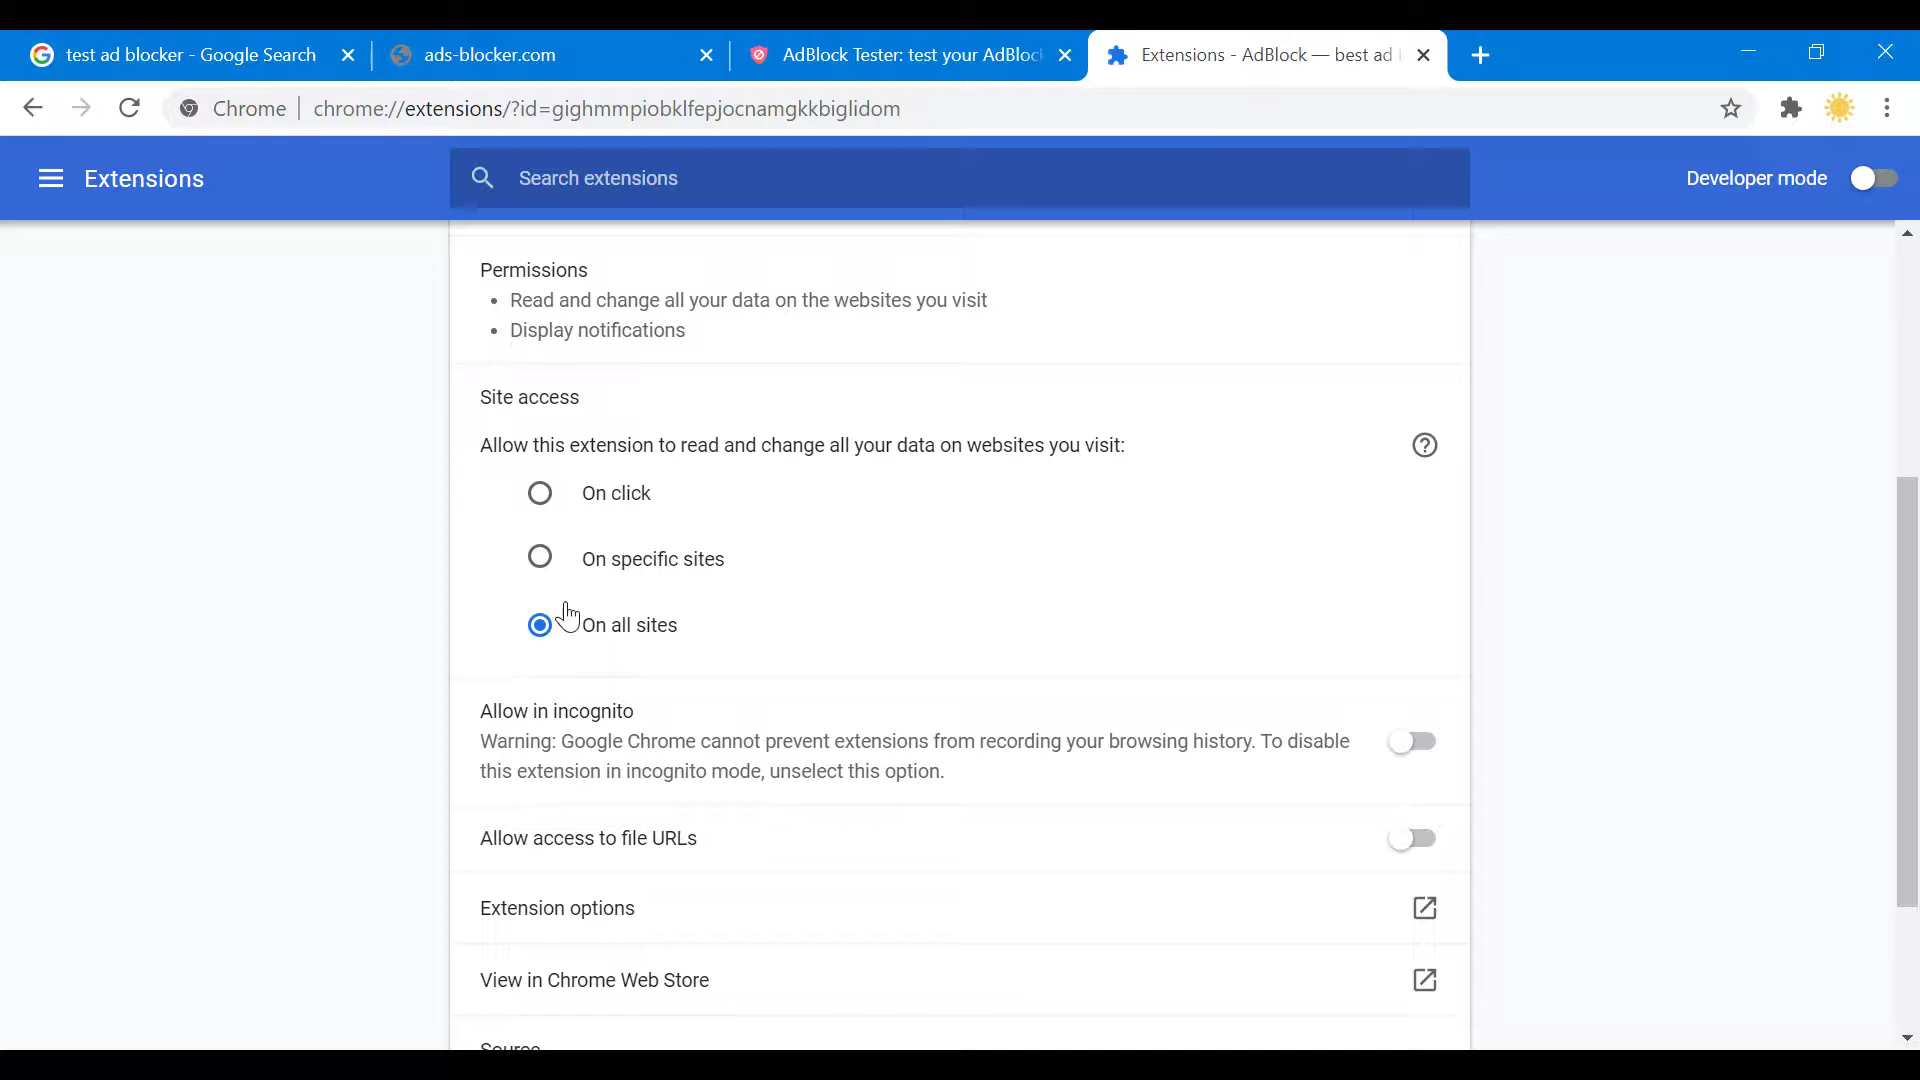 test ad blocker - Google Search
ads-blocker.com
AdBlock Tester: test your AdBloc
Extensions - AdBlock — best ad
Chrome
chrome://extensions/?id=gighmmpiobklfepjocnamgkkbiglidom
Extensions
Search extensions
Developer mode
Permissions
• Read and change all your data on the websites you visit
• Display notifications
Site access
Allow this extension to read and change all your data on websites you visit:
On click
On specific sites
On all sites
Allow in incognito
Warning: Google Chrome cannot prevent extensions from recording your browsing history. To disable
this extension in incognito mode, unselect this option.
Allow access to file URLs
Extension options
View in Chrome Web Store
Source